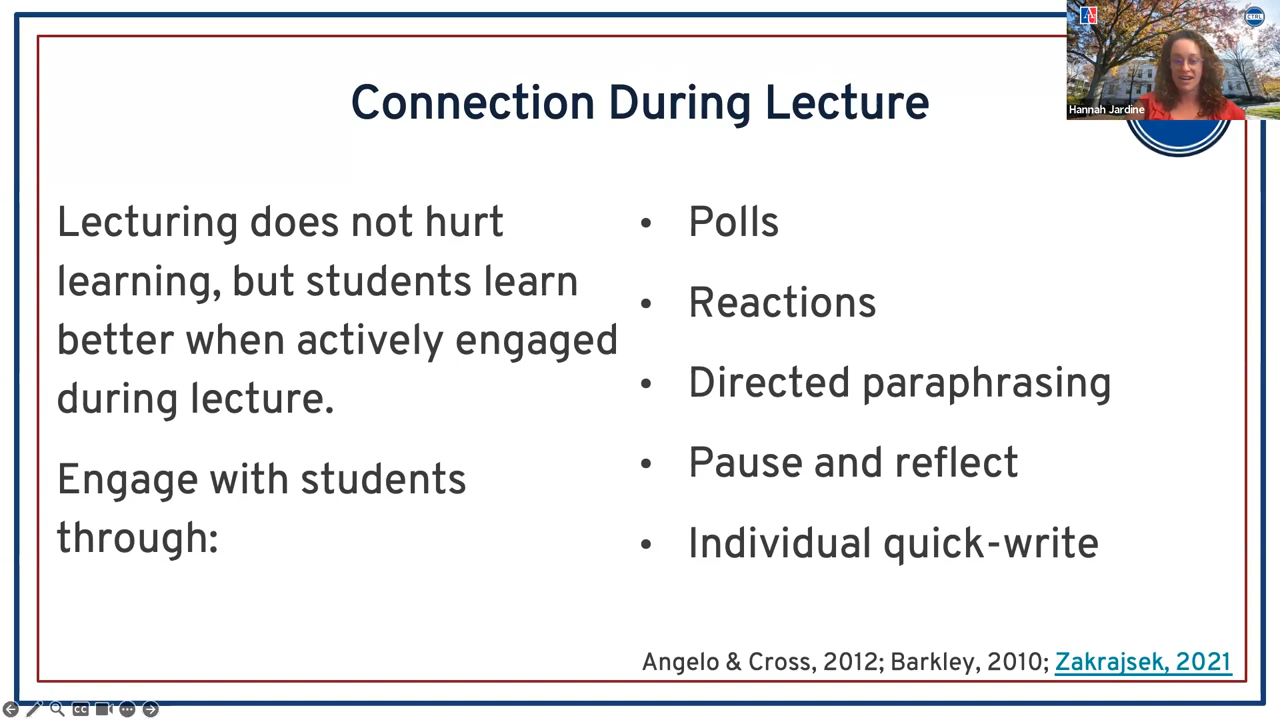 Connection During Lecture
Hannah Jardine
CTRL
Lecturing does not hurt
learning, but students learn
better when actively engaged
during lecture.
Engage with students
through:
• Polls
• Reactions
• Directed paraphrasing
• Pause and reflect
• Individual quick-write
Angelo & Cross, 2012; Barkley, 2010; Zakrajsek, 2021
CC